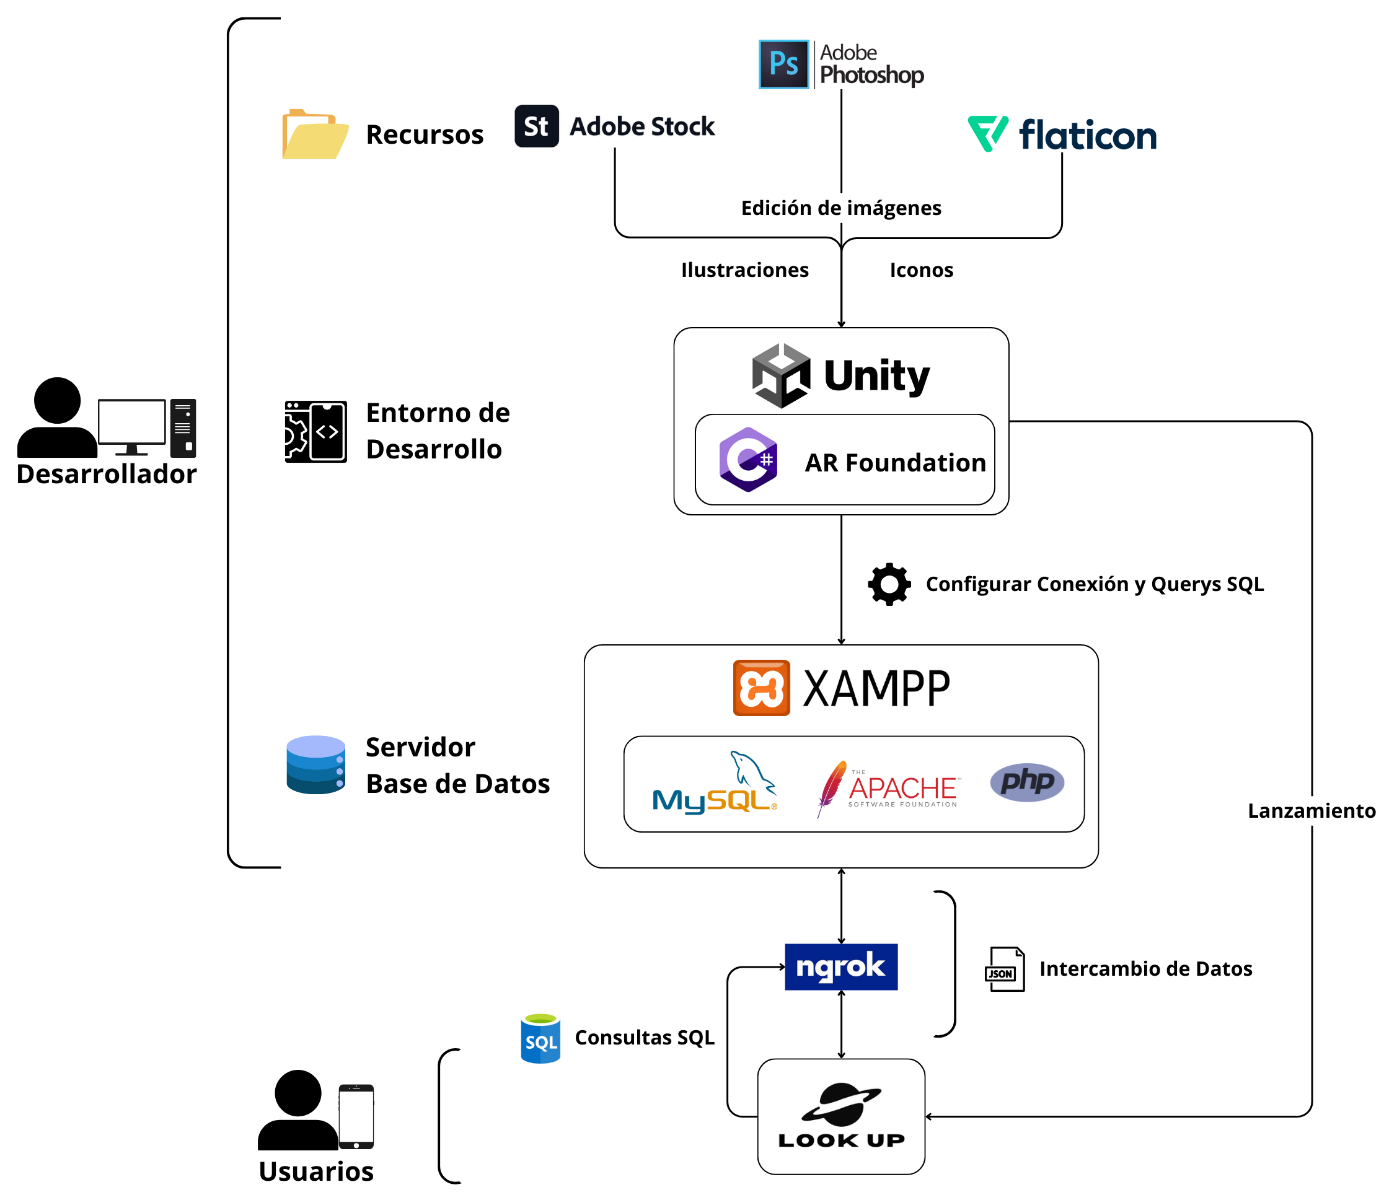 Ps Adobe
Photoshop
Recursos
St Adobe Stock
flaticon
Edición de imágenes
Ilustraciones
Iconos
Unity
Entorno de
Desarrollo
C#
AR Foundation
Desarrollador
Configurar Conexión y Querys SQL
XAMPP
Servidor
Base de Datos
MySQL®
THE
APACHE™
SOFTWARE FOUNDATION
php
Lanzamiento
ngrok
JSON
Intercambio de Datos
SQL
Consultas SQL
LOOK UP
Usuarios